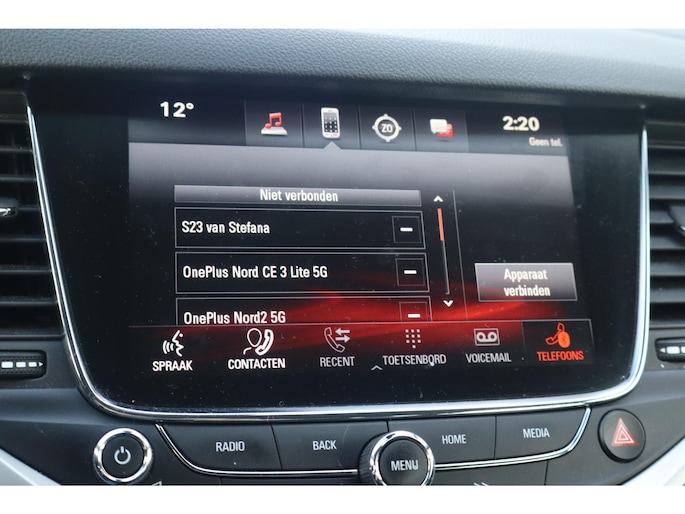 12°
ZO
2:20
Geen tel.
Niet verbonden
S23 van Stefana
OnePlus Nord CE 3 Lite 5G
OnePlus Nord2 5G
Apparaat
verbinden
SPRAAK
CONTACTEN
RECENT
TOETSENBORD
VOICEMAIL
TELEFOONS
RADIO
BACK
HOME
MEDIA
MENU